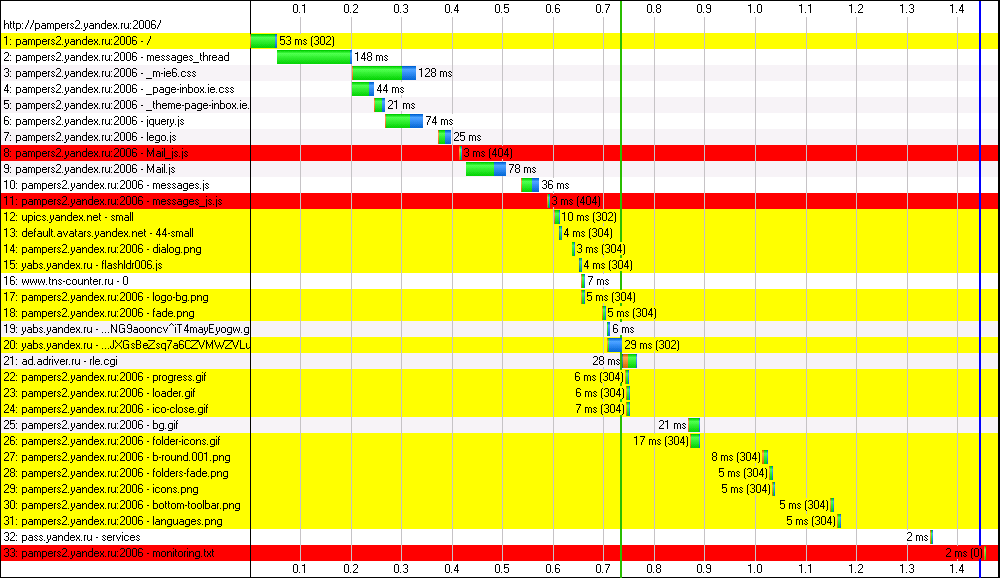 0.1 0.2 0.3 0.4 0.5 0.6 0.7 0.8 0.9 1.0 1.1 1.2 1.3 1.4
http://pampers2.yandex.ru:2006/
1: pampers2.yandex.ru:2006 - / 53 ms (302)
2: pampers2.yandex.ru:2006 - messages_thread 148 ms
3: pampers2.yandex.ru:2006 - _m-ie6.css 128 ms
4: pampers2.yandex.ru:2006 - _page-inbox.ie.css 44 ms
5: pampers2.yandex.ru:2006 - _theme-page-inbox.ie. 21 ms
6: pampers2.yandex.ru:2006 - jquery.js 74 ms
7: pampers2.yandex.ru:2006 - lego.js 25 ms
8: pampers2.yandex.ru:2006 - Mail_js.js 3 ms (404)
9: pampers2.yandex.ru:2006 - Mail.js 78 ms
10: pampers2.yandex.ru:2006 - messages.js 36 ms
11: pampers2.yandex.ru:2006 - messages_js.js 3 ms (404)
12: upics.yandex.net - small 10 ms (302)
13: default.avatars.yandex.net - 44-small 4 ms (304)
14: pampers2.yandex.ru:2006 - dialog.png 3 ms (304)
15: yabs.yandex.ru - flashldr006.js 4 ms (304)
16: www.tns-counter.ru - 0 7 ms
17: pampers2.yandex.ru:2006 - logo-bg.png 5 ms (304)
18: pampers2.yandex.ru:2006 - fade.png 5 ms (304)
19: yabs.yandex.ru - ...NG9aooncv^iT4mayEyogw.g 6 ms
20: yabs.yandex.ru - ...JXGsBeZsq7a6CZVMWZVLu 29 ms (302)
21: ad.adriver.ru - rle.cgi 28 ms
22: pampers2.yandex.ru:2006 - progress.gif 6 ms (304)
23: pampers2.yandex.ru:2006 - loader.gif 6 ms (304)
24: pampers2.yandex.ru:2006 - ico-close.gif 7 ms (304)
25: pampers2.yandex.ru:2006 - bg.gif 21 ms
26: pampers2.yandex.ru:2006 - folder-icons.gif 17 ms (304)
27: pampers2.yandex.ru:2006 - b-round.001.png 8 ms (304)
28: pampers2.yandex.ru:2006 - folders-fade.png 5 ms (304)
29: pampers2.yandex.ru:2006 - icons.png 5 ms (304)
30: pampers2.yandex.ru:2006 - bottom-toolbar.png 5 ms (304)
31: pampers2.yandex.ru:2006 - languages.png 5 ms (304)
32: pass.yandex.ru - services 2 ms
33: pampers2.yandex.ru:2006 - monitoring.txt 2 ms (0)
0.1 0.2 0.3 0.4 0.5 0.6 0.7 0.8 0.9 1.0 1.1 1.2 1.3 1.4